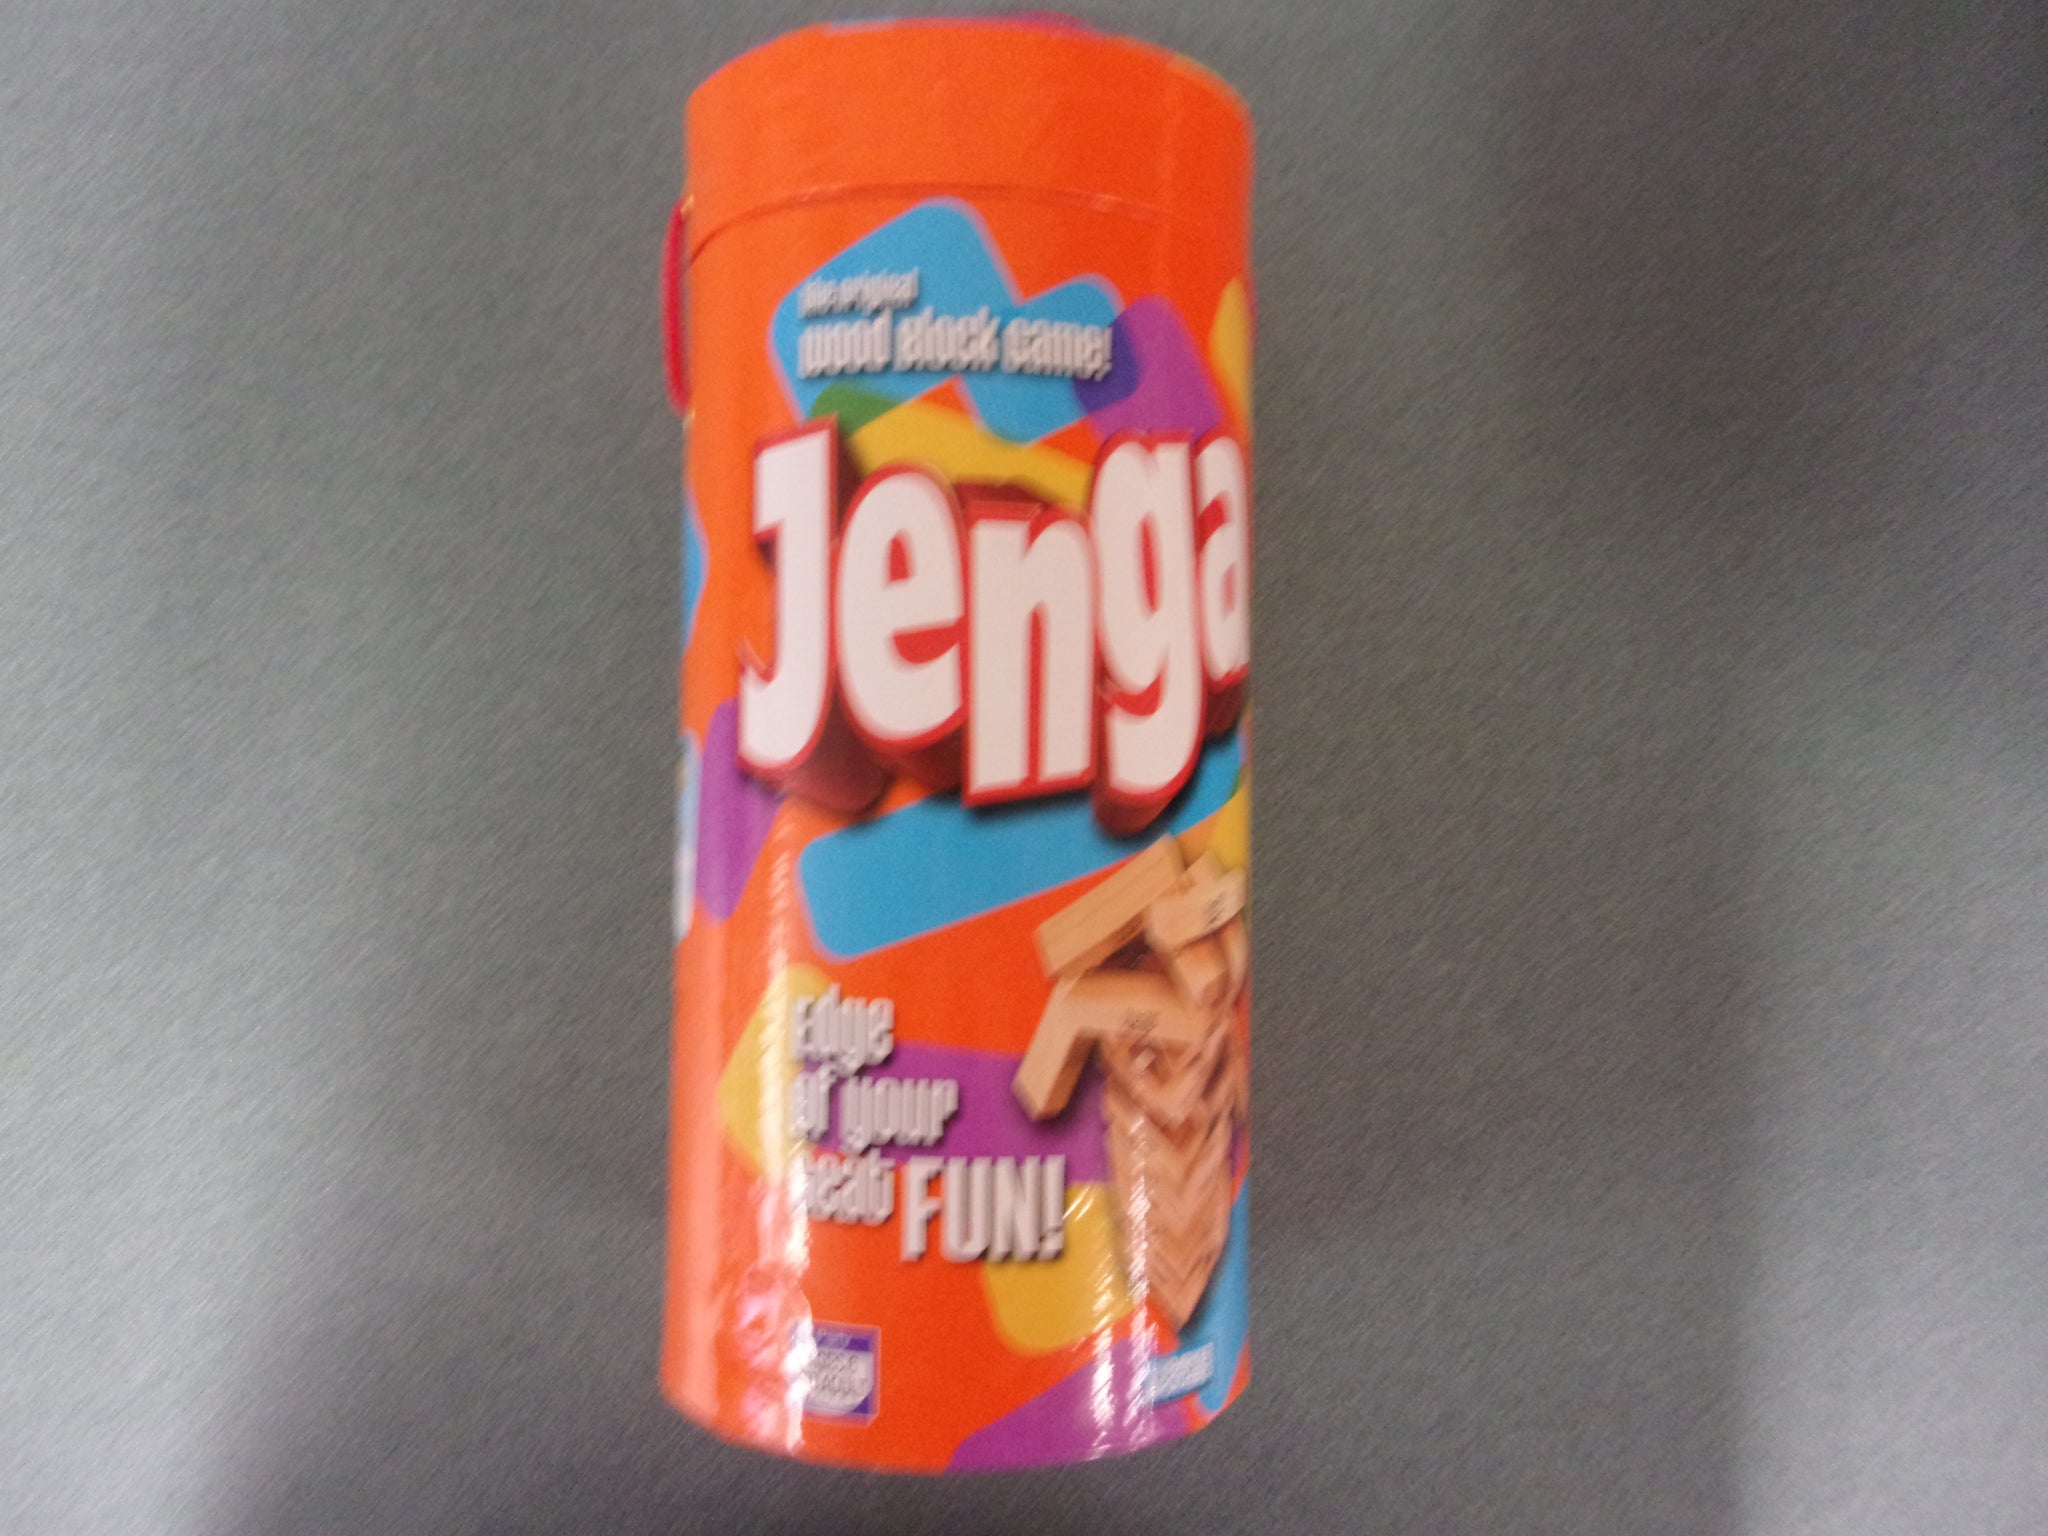 the original
wood block game!
Jenga
Edge
of your
seat FUN!